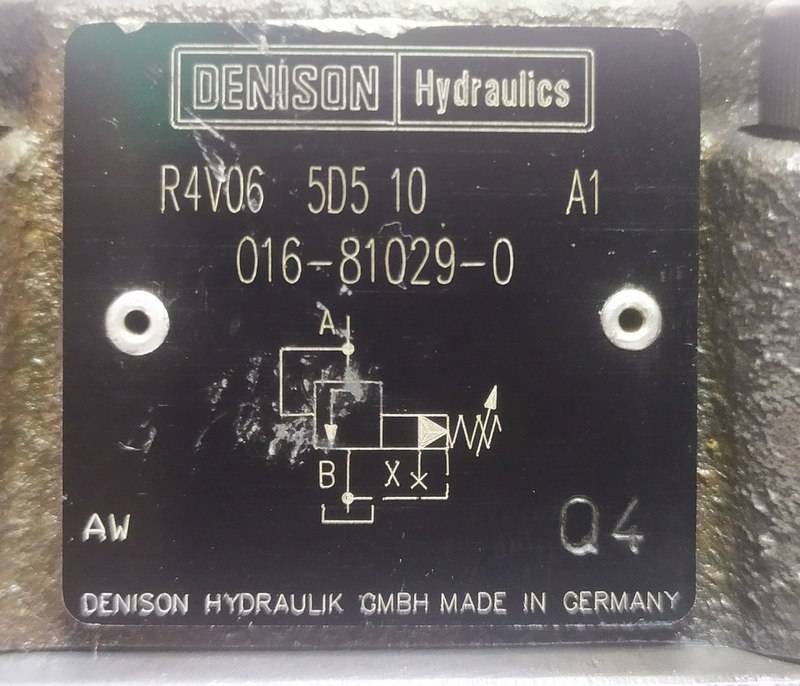 DENISON Hydraulics
R4V06 5D5 10 A1
016-81029-0
A
B X
AW Q4
DENISON HYDRAULIK GMBH MADE IN GERMANY